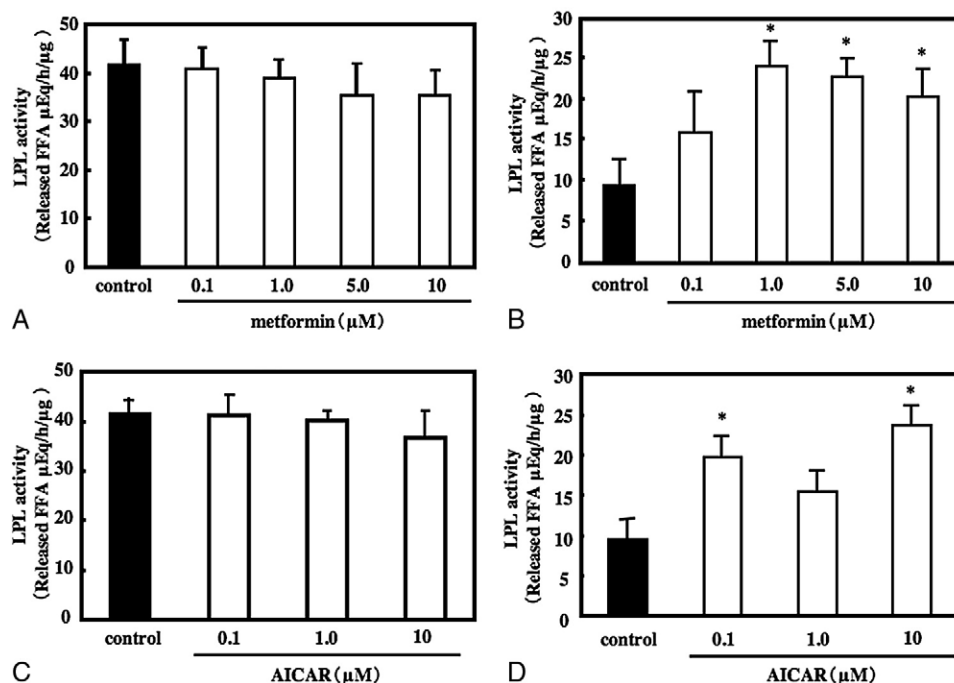 50
40
30
20
10
0
LPL activity
(Released FFA µEq/h/µg)
control
0.1
1.0
5.0
10
metformin (µM)
A
30
25
20
15
10
5
0
LPL activity
(Released FFA µEq/h/µg)
*
*
*
control
0.1
1.0
5.0
10
metformin (µM)
B
50
40
30
20
10
0
LPL activity
(Released FFA µEq/h/µg)
control
0.1
1.0
10
AICAR (µM)
C
30
25
20
15
10
5
0
LPL activity
(Released FFA µEq/h/µg)
*
*
control
0.1
1.0
10
AICAR (µM)
D